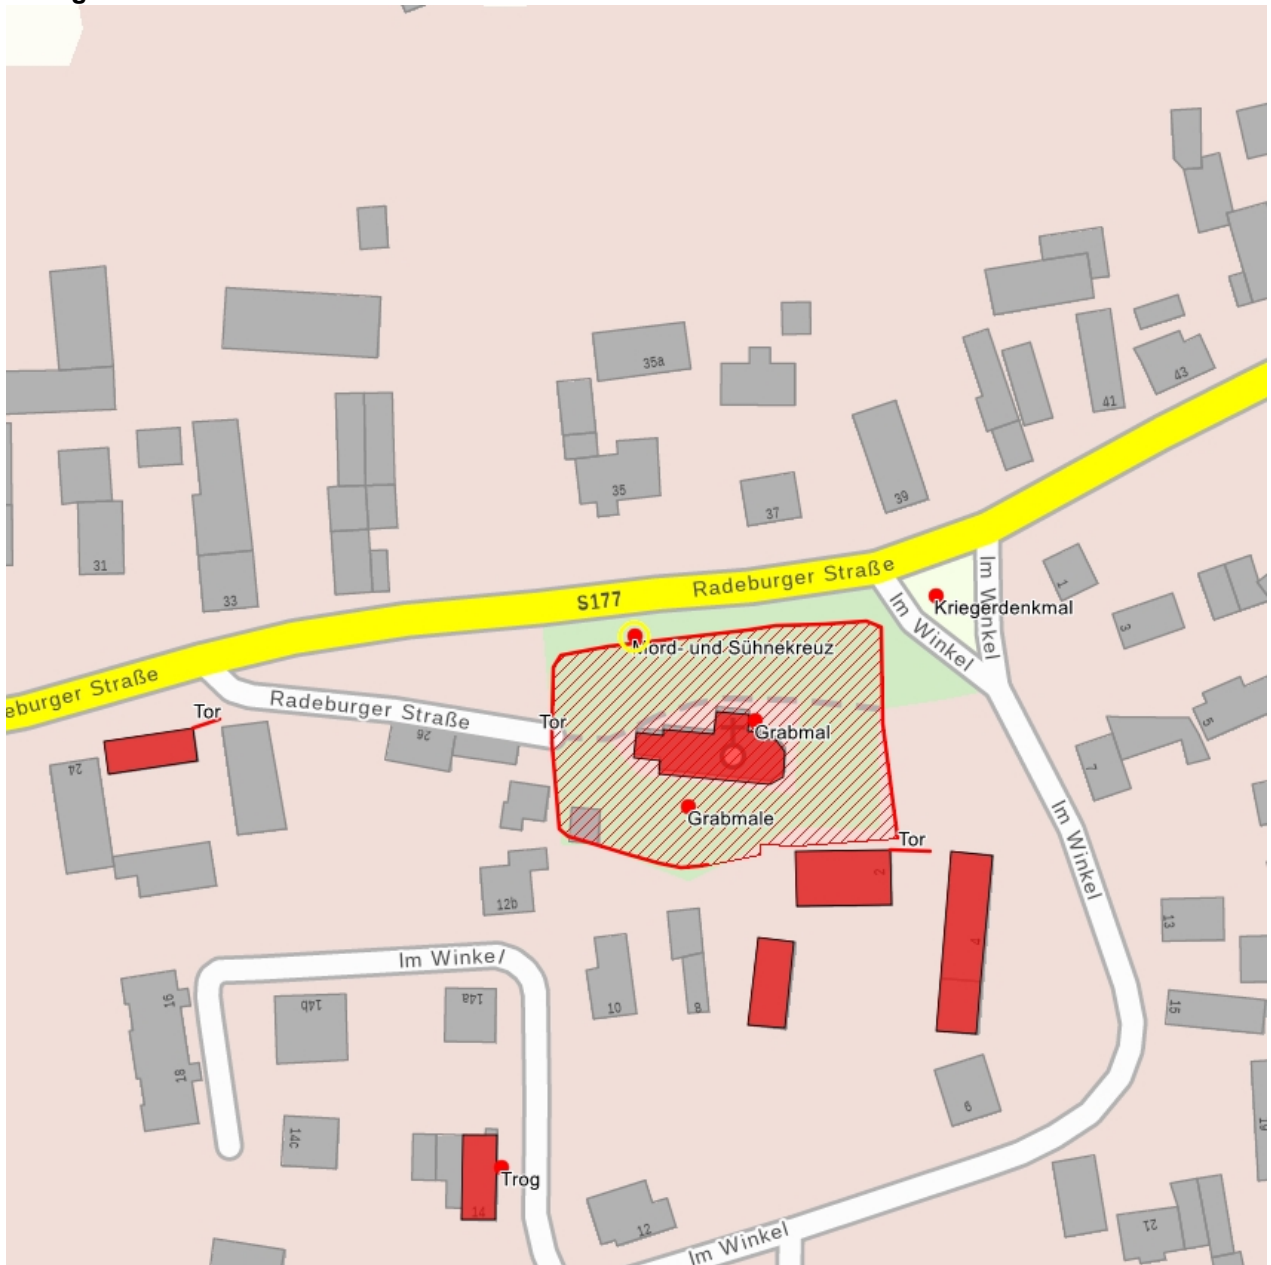 35a
43
41
35
37
39
31
33
S177
Radeburger Straße
Im Winkel
Im Winkel
1
Kriegerdenkmal
3
Mord- und Sühnekreuz
eburger Straße
Tor
Radeburger Straße
Tor
26
Grabmal
5
24
7
Grabmale
Im Winkel
Tor
2
12b
13
4
Im Winkel
16
14b
14a
10
8
15
18
6
14c
19
Trog
14
12
21
Im Winkel